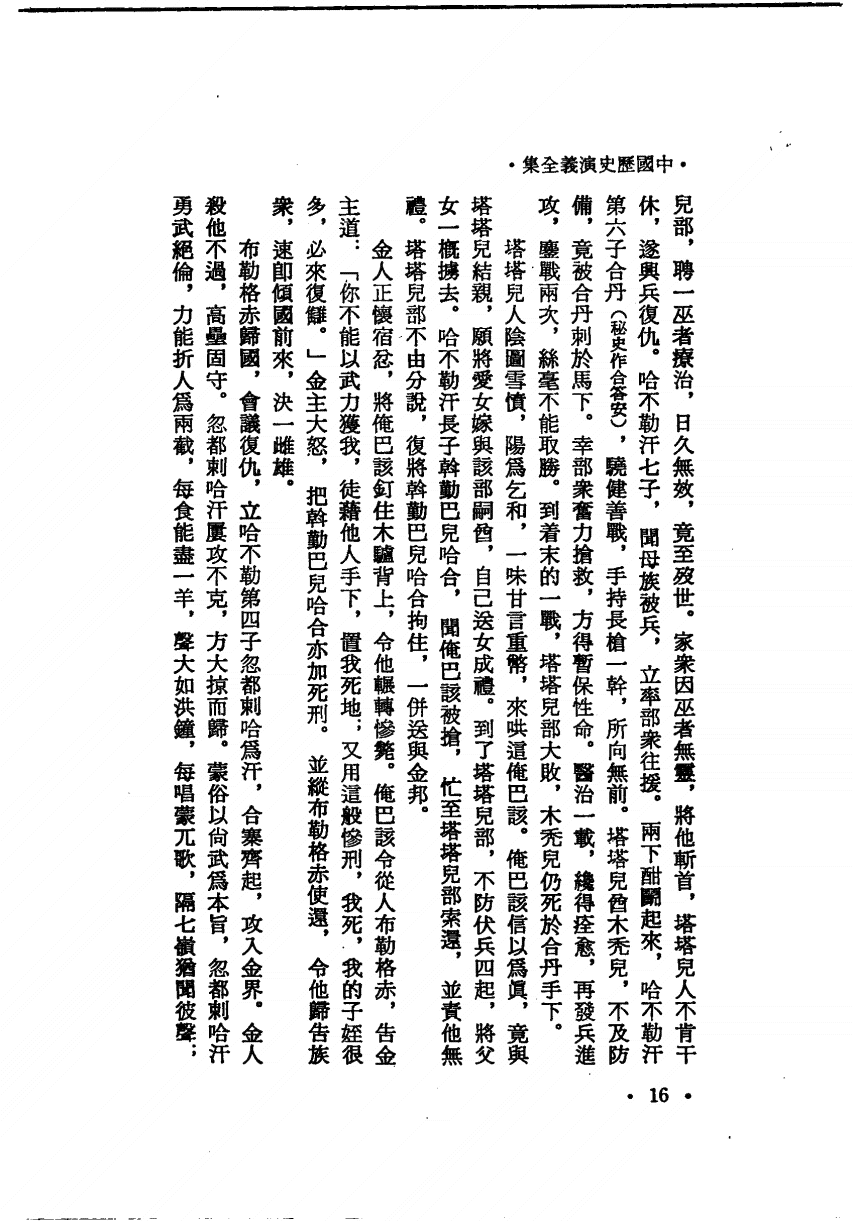 •中國歷史演義全集•
兒部，聘一巫者療治，日久無效，竟至歿世。家衆因巫者無靈，將他斬首，塔塔兒人不肯干
休，遂興兵復仇。哈不勒汗七子，聞母族被兵，立率部衆往援。兩下酣鬭起來，哈不勒汗
第六子合丹（秘史作合答安），驍健善戰，手持長槍一幹，所向無前。塔塔兒酋木禿兒，不及防
備，竟被合丹刺於馬下。幸部衆奮力搶救，方得暫保性命。醫治一載，纔得痊愈，再發兵進
攻，鏖戰兩次，絲毫不能取勝。到着末的一戰，塔塔兒部大敗，木禿兒仍死於合丹手下。
塔塔兒人陰圖雪憤，陽爲乞和，一味甘言重幣，來哄這俺巴該。俺巴該信以爲眞，竟與
塔塔兒結親，願將愛女嫁與該部嗣酋，自己送女成禮。到了塔塔兒部，不防伏兵四起，將父
女一概擄去。哈不勒汗長子斡勤巴兒哈合，聞俺巴該被搶，忙至塔塔兒部索還，並責他無
禮。塔塔兒部不由分說，復將斡勤巴兒哈合拘住，一併送與金邦。
金人正懷宿忿，將俺巴該釘住木驢背上，令他輾轉慘斃。俺巴該令從人布勒格赤，告金
主道：「你不能以武力獲我，徒藉他人手下，置我死地；又用這般慘刑，我死，我的子姪很
多，必來復讎。」金主大怒，把斡勤巴兒哈合亦加死刑。並縱布勒格赤使還，令他歸告族
衆，速卽傾國前來，決一雌雄。
布勒格赤歸國，會議復仇，立哈不勒第四子忽都剌哈爲汗，合寨齊起，攻入金界。金人
殺他不過，高壘固守。忽都剌哈汗屢攻不克，方大掠而歸。蒙俗以尙武爲本旨，忽都剌哈汗
勇武絕倫，力能折人爲兩截，每食能盡一羊，聲大如洪鐘，每唱蒙兀歌，隔七嶺猶聞彼聲；
• 16 •